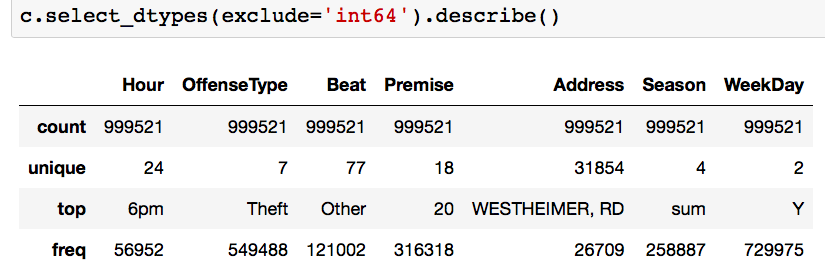 c.select_dtypes(exclude='int64').describe()
Hour OffenseType Beat Premise Address Season WeekDay
count 999521 999521 999521 999521 999521 999521 999521
unique 24 7 77 18 31854 4 2
top 6pm Theft Other 20 WESTHEIMER, RD sum Y
freq 56952 549488 121002 316318 26709 258887 729975